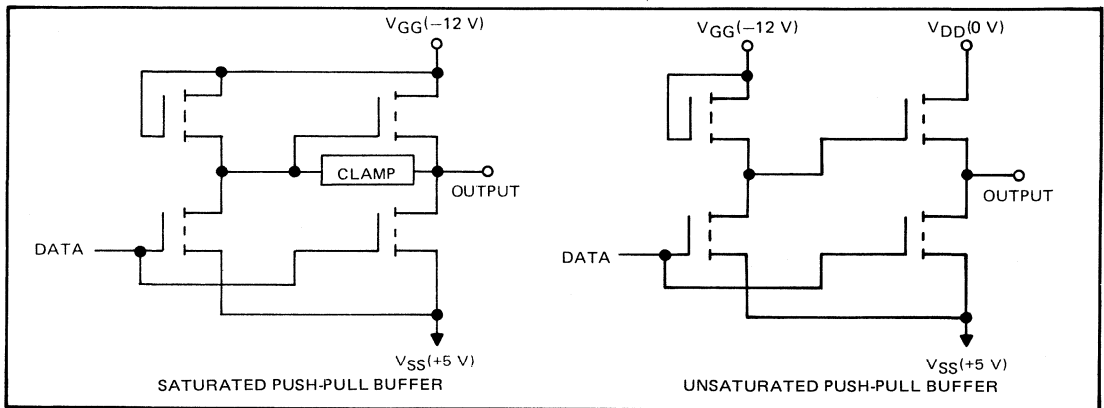 VGG(−12 V)
CLAMP
OUTPUT
DATA
VSS(+5 V)
SATURATED PUSH-PULL BUFFER
VGG(−12 V)
VDD(0 V)
OUTPUT
DATA
VSS(+5 V)
UNSATURATED PUSH-PULL BUFFER